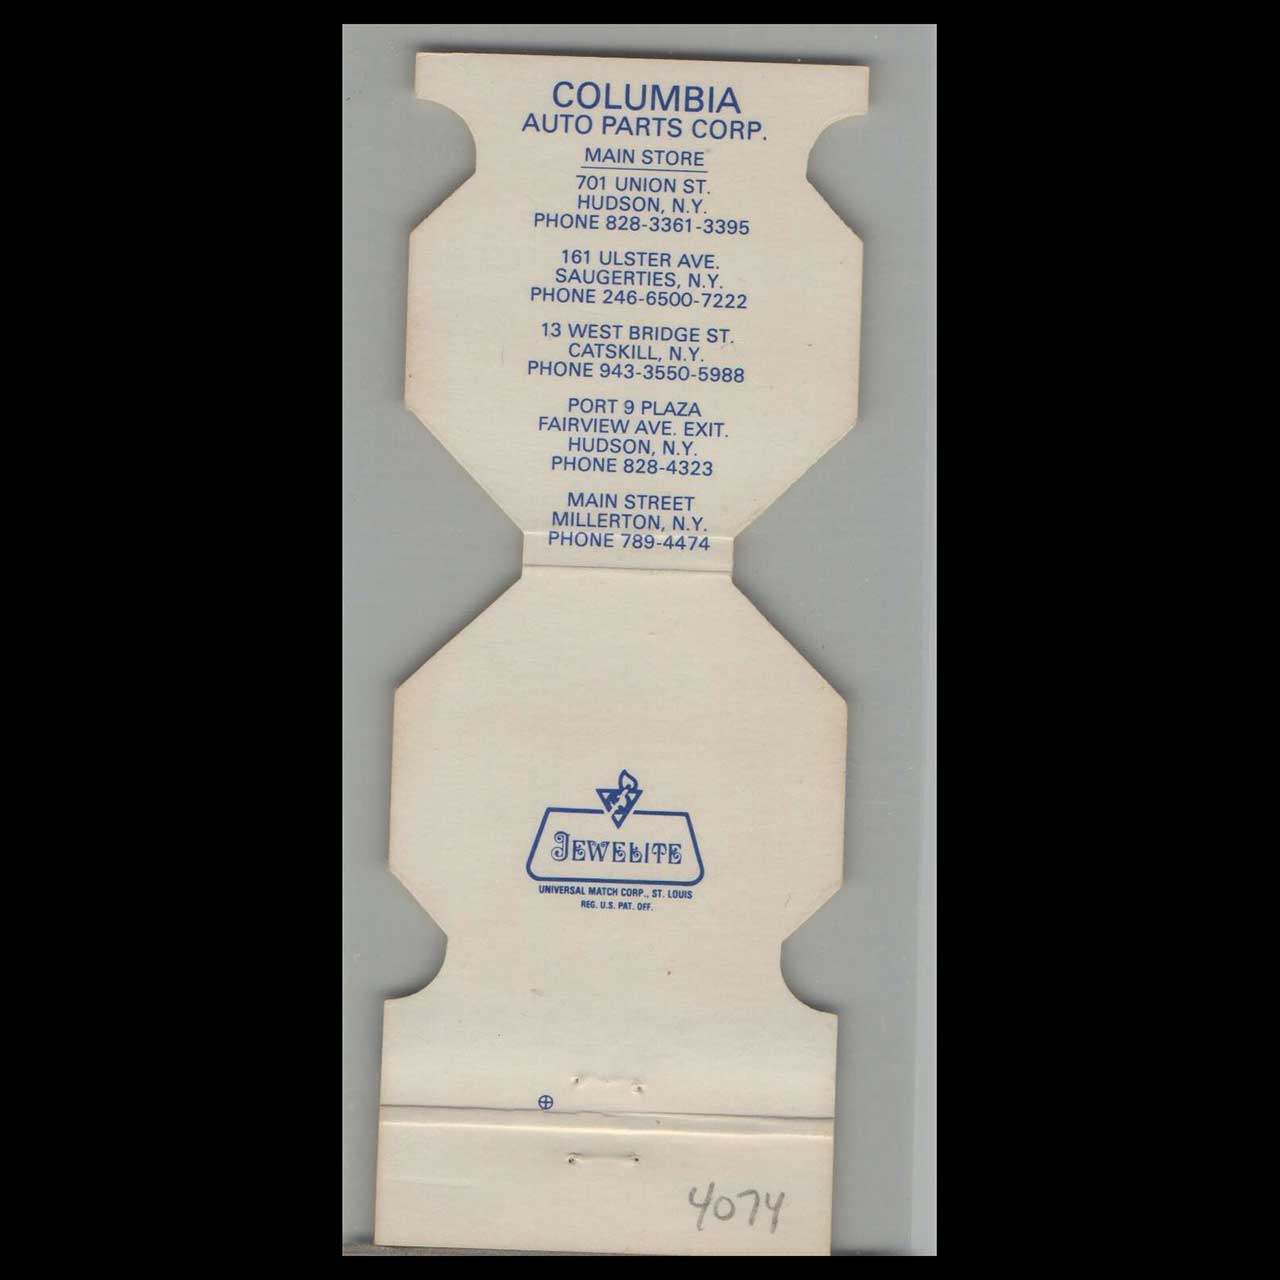 COLUMBIA
AUTO PARTS CORP.
MAIN STORE
701 UNION ST.
HUDSON, N.Y.
PHONE 828-3361-3395
161 ULSTER AVE.
SAUGERTIES, N.Y.
PHONE 246-6500-7222
13 WEST BRIDGE ST.
CATSKILL, N.Y.
PHONE 943-3550-5988
PORT 9 PLAZA
FAIRVIEW AVE. EXIT.
HUDSON, N.Y.
PHONE 828-4323
MAIN STREET
MILLERTON, N.Y.
PHONE 789-4474
JEWELITE
UNIVERSAL MATCH CORP., ST. LOUIS
REG. U.S. PAT. OFF.
4074